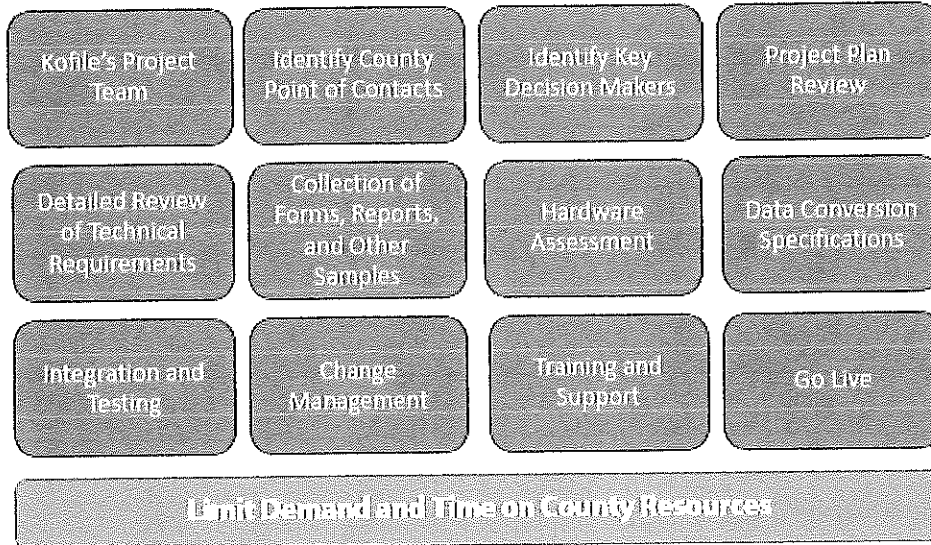 Kofile's Project
Team
Identify County
Point of Contacts
Identify Key
Decision Makers
Project Plan
Review
Detailed Review
of Technical
Requirements
Collection of
Forms, Reports,
and Other
Samples
Hardware
Assessment
Data Conversion
Specifications
Integration and
Testing
Change
Management
Training and
Support
Go Live
Limit Demand and Time on County Resources